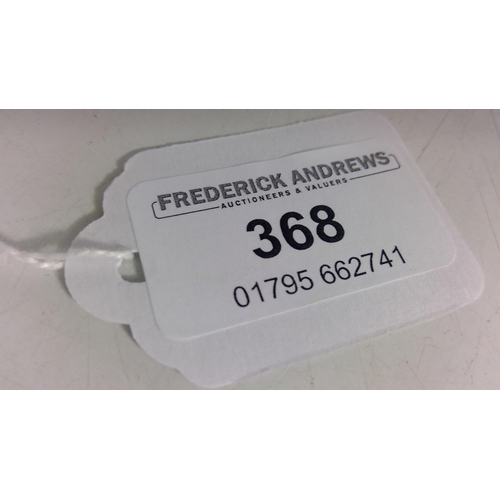 FREDERICK ANDREWS
AUCTIONEERS & VALUERS
368
01795 662741